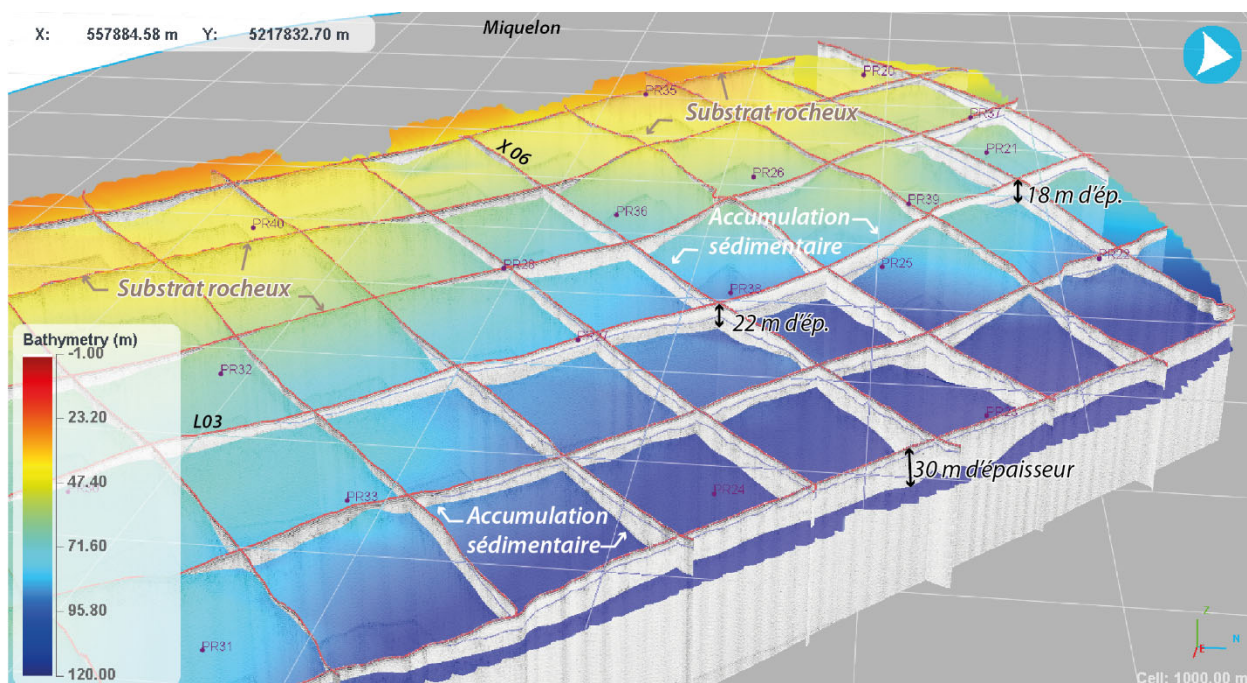 X: 557884.58 m Y: 5217832.70 m
Miquelon
PR20
PR35
Substrat rocheux
PR37
X 06
PR21
PR26
18 m d'ép.
PR39
PR36
Accumulation
sédimentaire
PR40
PR22
PR25
PR28
Substrat rocheux
PR38
22 m d'ép.
Bathymetry (m)
-1.00
23.20
47.40
71.60
95.80
120.00
PR32
L03
PR23
30 m d'épaisseur
PR24
PR33
Accumulation
sédimentaire
PR31
Z
N
E
Cell: 1000.00 m